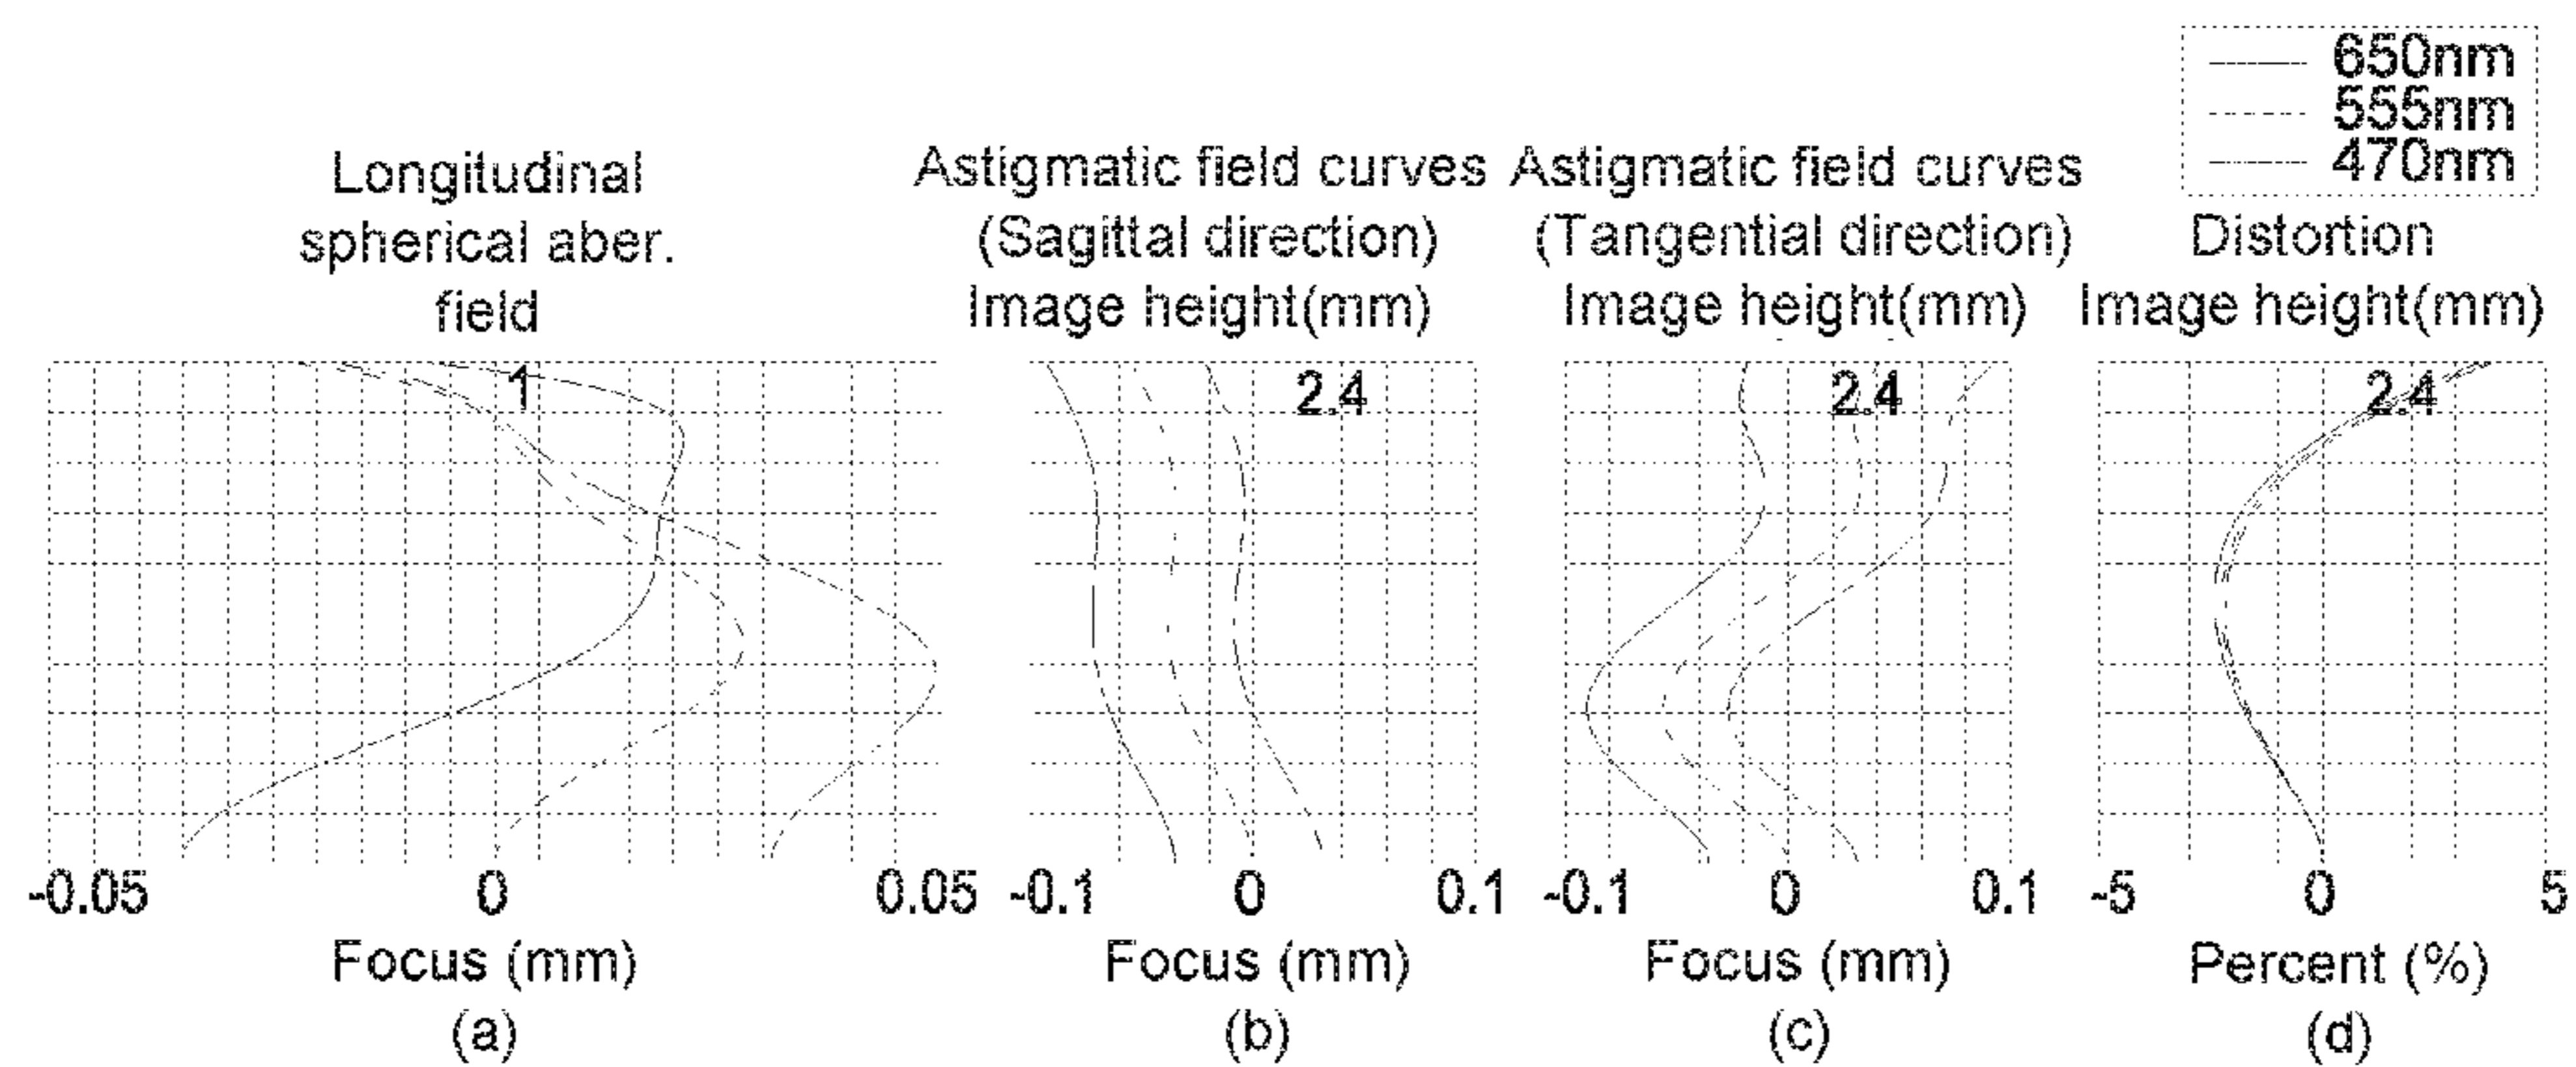 650nm
555nm
470nm
Longitudinal
spherical aber.
field
Astigmatic field curves
(Sagittal direction)
Image height(mm)
Astigmatic field curves
(Tangential direction)
Image height(mm)
Distortion
Image height(mm)
1
2.4
2.4
2.4
-0.05 0 0.05
-0.1 0 0.1
-0.1 0 0.1
-5 0 5
Focus (mm)
Focus (mm)
Focus (mm)
Percent (%)
(a)
(b)
(c)
(d)